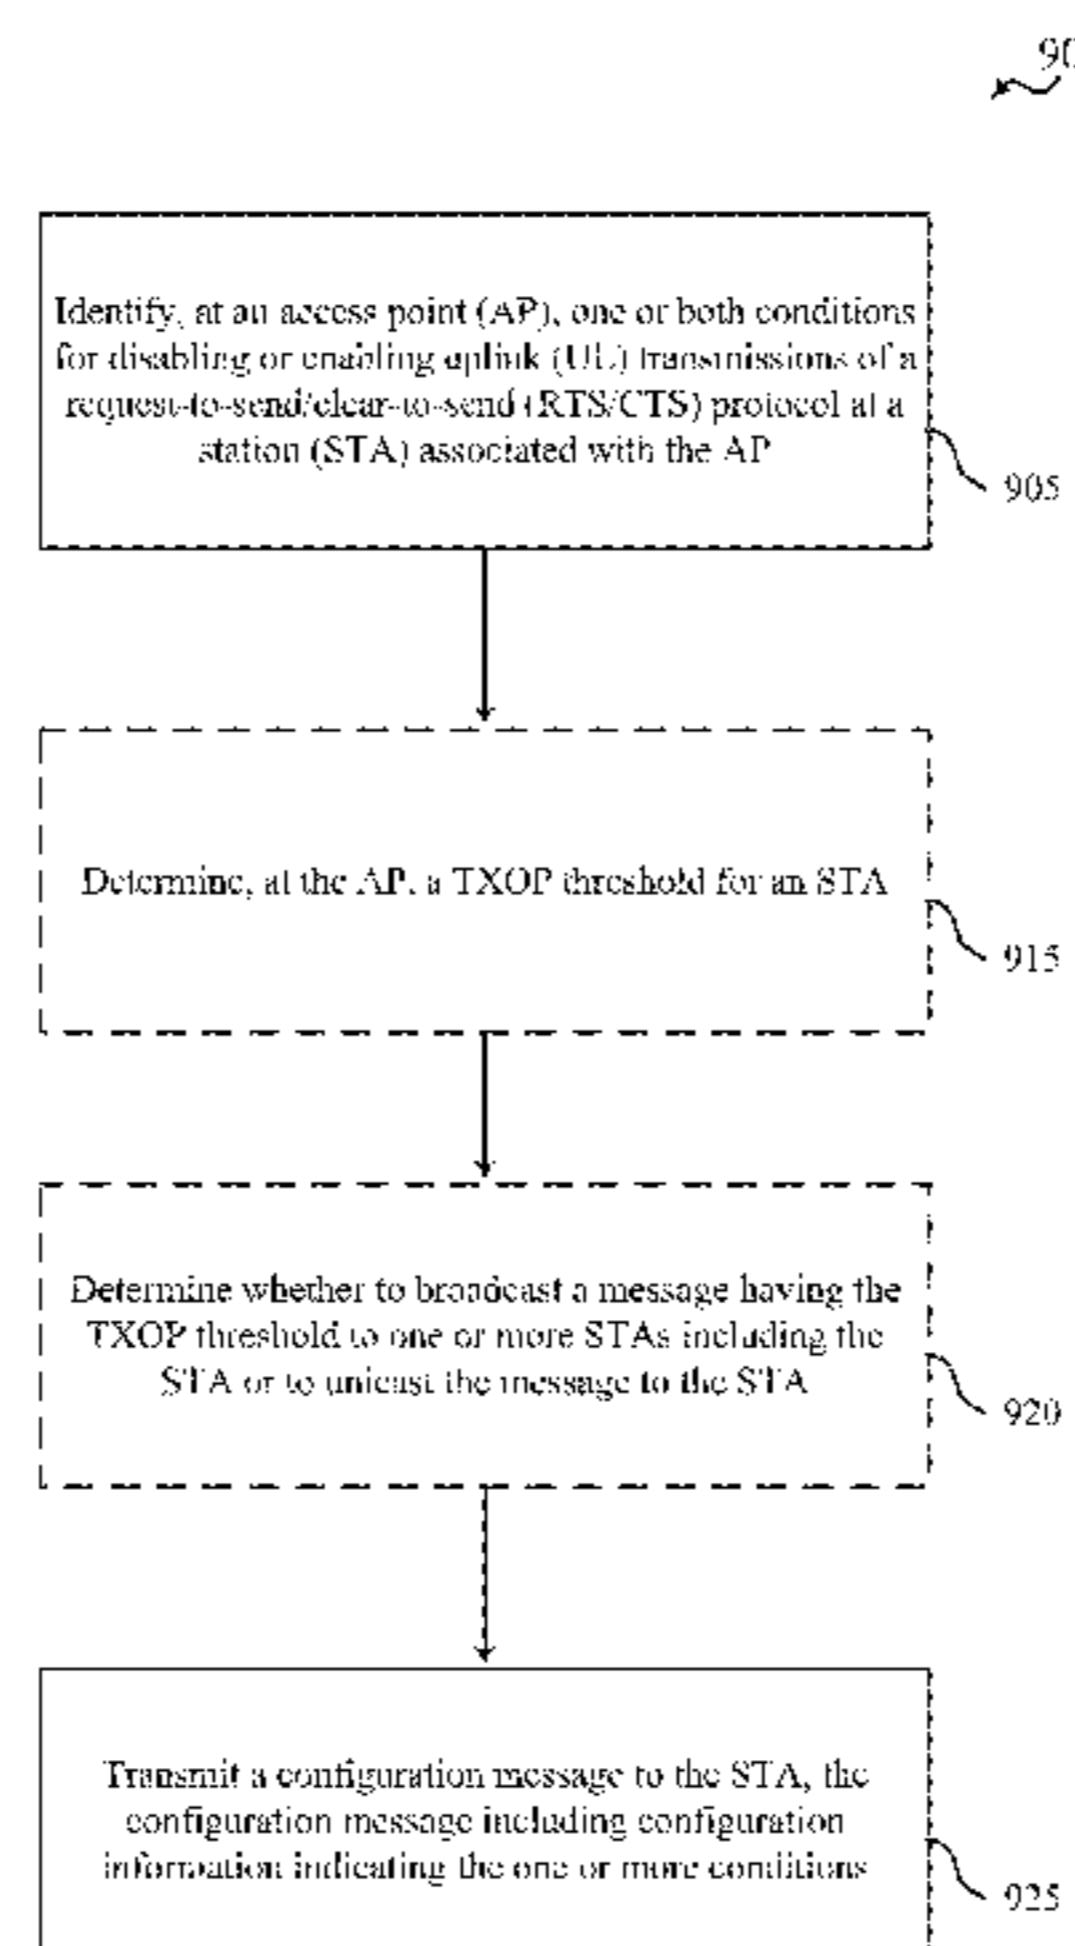 90
Identify, at an access point (AP), one or both conditions
for disabling or enabling uplink (UL) transmissions of a
request-to-send/clear-to-send (RTS/CTS) protocol at a
station (STA) associated with the AP
905
Determine, at the AP, a TXOP threshold for an STA
915
Determine whether to broadcast a message having the
TXOP threshold to one or more STAs including the
STA or to unicast the message to the STA
920
Transmit a configuration message to the STA, the
configuration message including configuration
information indicating the one or more conditions
925